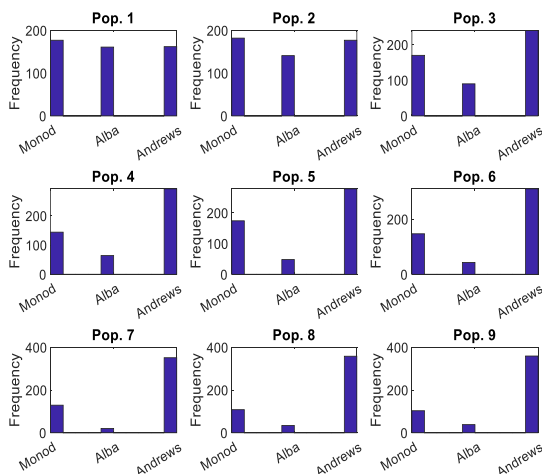 Pop. 1
Pop. 2
Pop. 3
Frequency
200
100
0
Monod
Alba
Andrews
Frequency
200
100
0
Monod
Alba
Andrews
Frequency
200
100
0
Monod
Alba
Andrews
Pop. 4
Pop. 5
Pop. 6
Frequency
200
100
0
Monod
Alba
Andrews
Frequency
200
100
0
Monod
Alba
Andrews
Frequency
200
0
Monod
Alba
Andrews
Pop. 7
Pop. 8
Pop. 9
Frequency
400
200
0
Monod
Alba
Andrews
Frequency
400
200
0
Monod
Alba
Andrews
Frequency
400
200
0
Monod
Alba
Andrews